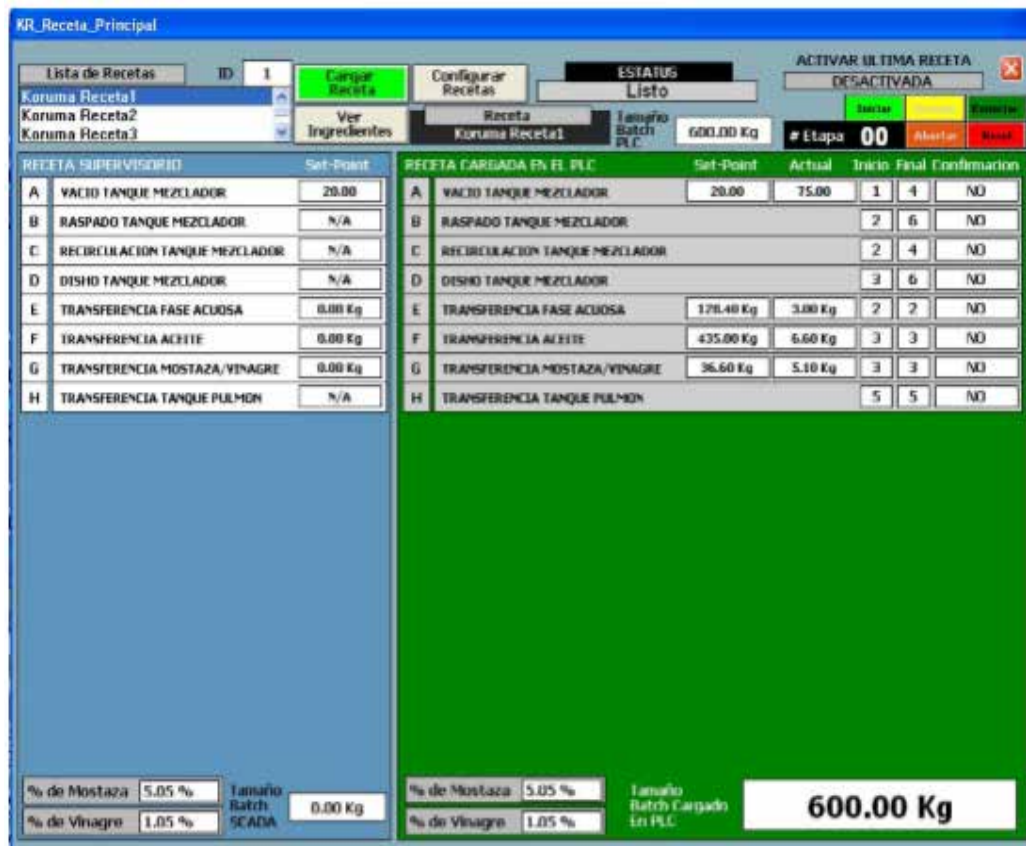 KR_Receta_Principal
Lista de Recetas ID 1
Koruma Receta1
Koruma Receta2
Koruma Receta3
Cargar Receta
Ver Ingredientes
Configurar Recetas
ESTATUS
Listo
Receta
Koruma Receta1
Tamaño Batch PLC 600.00 Kg
ACTIVAR ULTIMA RECETA
DESACTIVADA
Iniciar
# Etapa 00 Abortar Reset
RECETA SUPERVISORIO Set-Point
A VACIO TANQUE MEZCLADOR 20.00
B RASPADO TANQUE MEZCLADOR N/A
C RECIRCULACION TANQUE MEZCLADOR N/A
D DISHO TANQUE MEZCLADOR N/A
E TRANSFERENCIA FASE ACUOSA 0.00 Kg
F TRANSFERENCIA ACEITE 0.00 Kg
G TRANSFERENCIA MOSTAZA/VINAGRE 0.00 Kg
H TRANSFERENCIA TANQUE PULMON N/A
% de Mostaza 5.05 %
% de Vinagre 1.05 %
Tamaño Batch SCADA 0.00 Kg
RECETA CARGADA EN EL PLC Set-Point Actual Inicio Final Confirmacion
A VACIO TANQUE MEZCLADOR 20.00 75.00 1 4 NO
B RASPADO TANQUE MEZCLADOR 2 6 NO
C RECIRCULACION TANQUE MEZCLADOR 2 4 NO
D DISHO TANQUE MEZCLADOR 3 6 NO
E TRANSFERENCIA FASE ACUOSA 128.40 Kg 3.00 Kg 2 2 NO
F TRANSFERENCIA ACEITE 435.00 Kg 6.60 Kg 3 3 NO
G TRANSFERENCIA MOSTAZA/VINAGRE 36.60 Kg 5.10 Kg 3 3 NO
H TRANSFERENCIA TANQUE PULMON 5 5 NO
% de Mostaza 5.05 %
% de Vinagre 1.05 %
Tamaño
Batch Cargado
En PLC
600.00 Kg